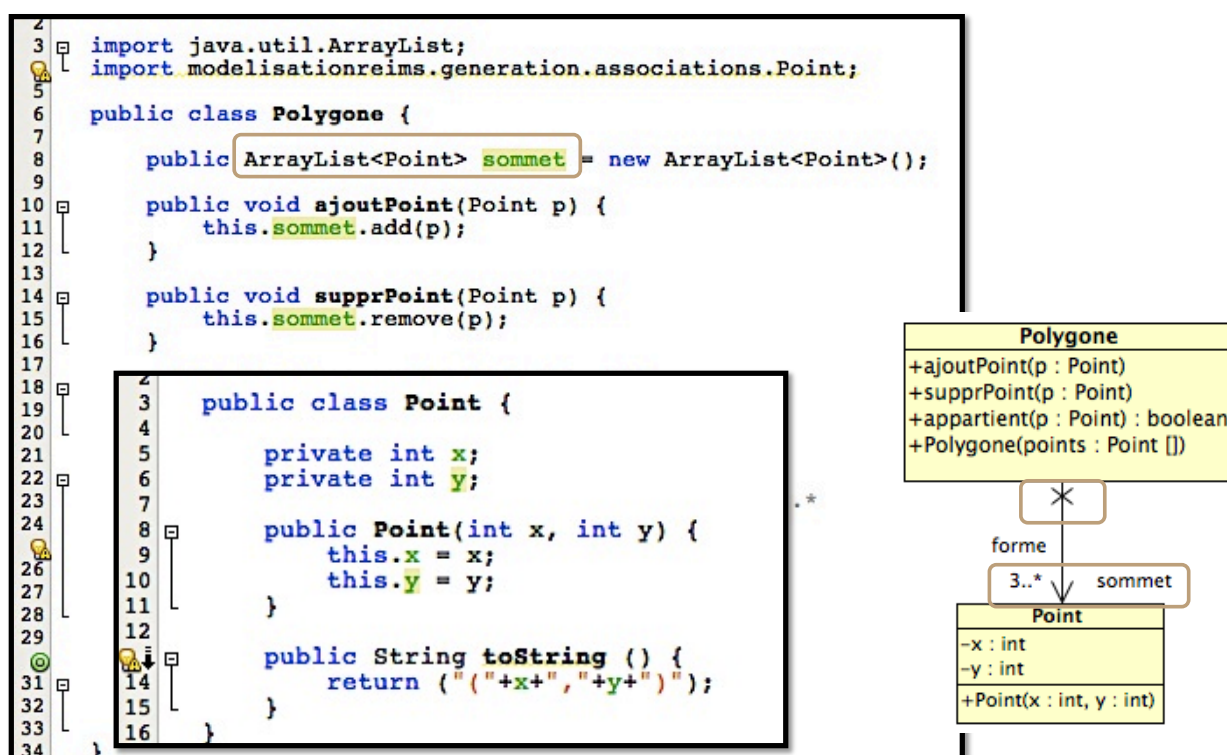 2
3 import java.util.ArrayList;
import modelisationreims.generation.associations.Point;
5
6 public class Polygone {
7
8 public ArrayList<Point> sommet = new ArrayList<Point>();
9
10 public void ajoutPoint(Point p) {
11 this.sommet.add(p);
12 }
13
14 public void supprPoint(Point p) {
15 this.sommet.remove(p);
16 }
17
18
19
20
21
22
23
24
26
27
28
29
31
32
33
34 }
2
3 public class Point {
4
5 private int x;
6 private int y;
7
8 public Point(int x, int y) {
9 this.x = x;
10 this.y = y;
11 }
12
public String toString () {
14 return ("("+x+","+y+")");
15 }
16 }
.*
Polygone
+ajoutPoint(p : Point)
+supprPoint(p : Point)
+appartient(p : Point) : boolean
+Polygone(points : Point [])
forme
3..* sommet
Point
-x : int
-y : int
+Point(x : int, y : int)